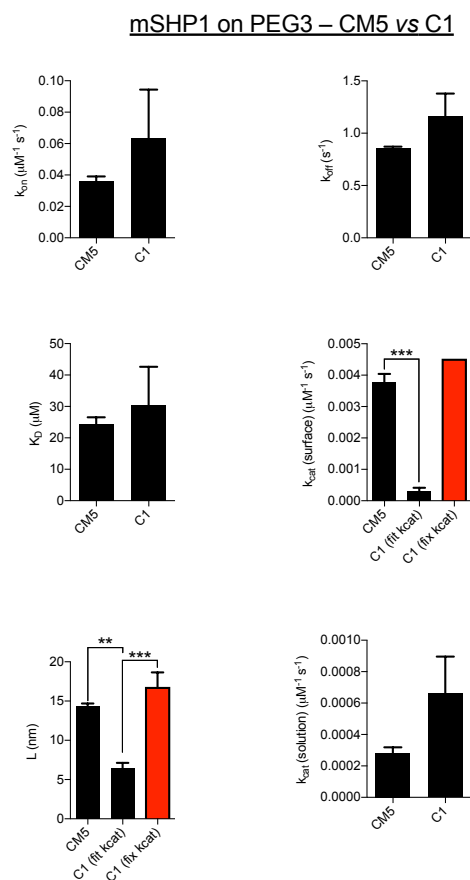 mSHP1 on PEG3 – CM5 vs C1
kon (μM-1 s-1)
0.10
0.08
0.06
0.04
0.02
0.00
CM5
C1
koff (s-1)
1.5
1.0
0.5
0.0
CM5
C1
KD (μM)
50
40
30
20
10
0
CM5
C1
kcat (surface) (μM-1 s-1)
0.005
0.004
0.003
0.002
0.001
0.000
***
CM5
C1 (fit kcat)
C1 (fix kcat)
L (nm)
20
15
10
5
0
**
***
CM5
C1 (fit kcat)
C1 (fix kcat)
kcat (solution) (μM-1 s-1)
0.0010
0.0008
0.0006
0.0004
0.0002
0.0000
CM5
C1